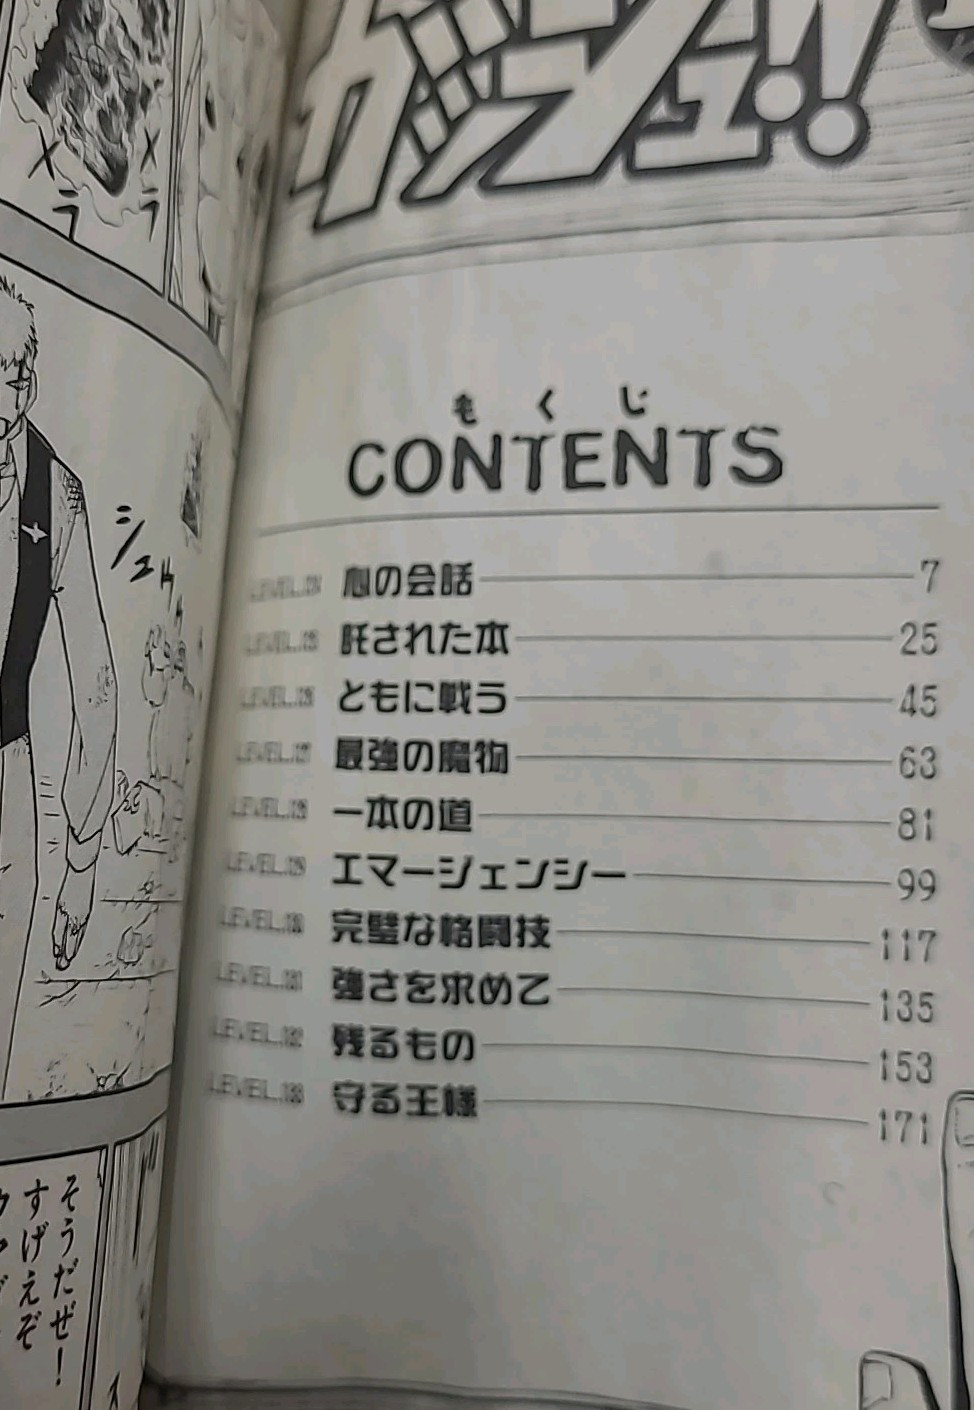 ガッシュ!!
もくじ
CONTENTS
心の会話 7
託された本 25
ともに戦う 45
最強の魔物 63
一本の道 81
エマージェンシー 99
完璧な格闘技 117
強さを求めて 135
残るもの 153
守る王様 171
メラ
メラ
そうだぜ!
すげえぞ